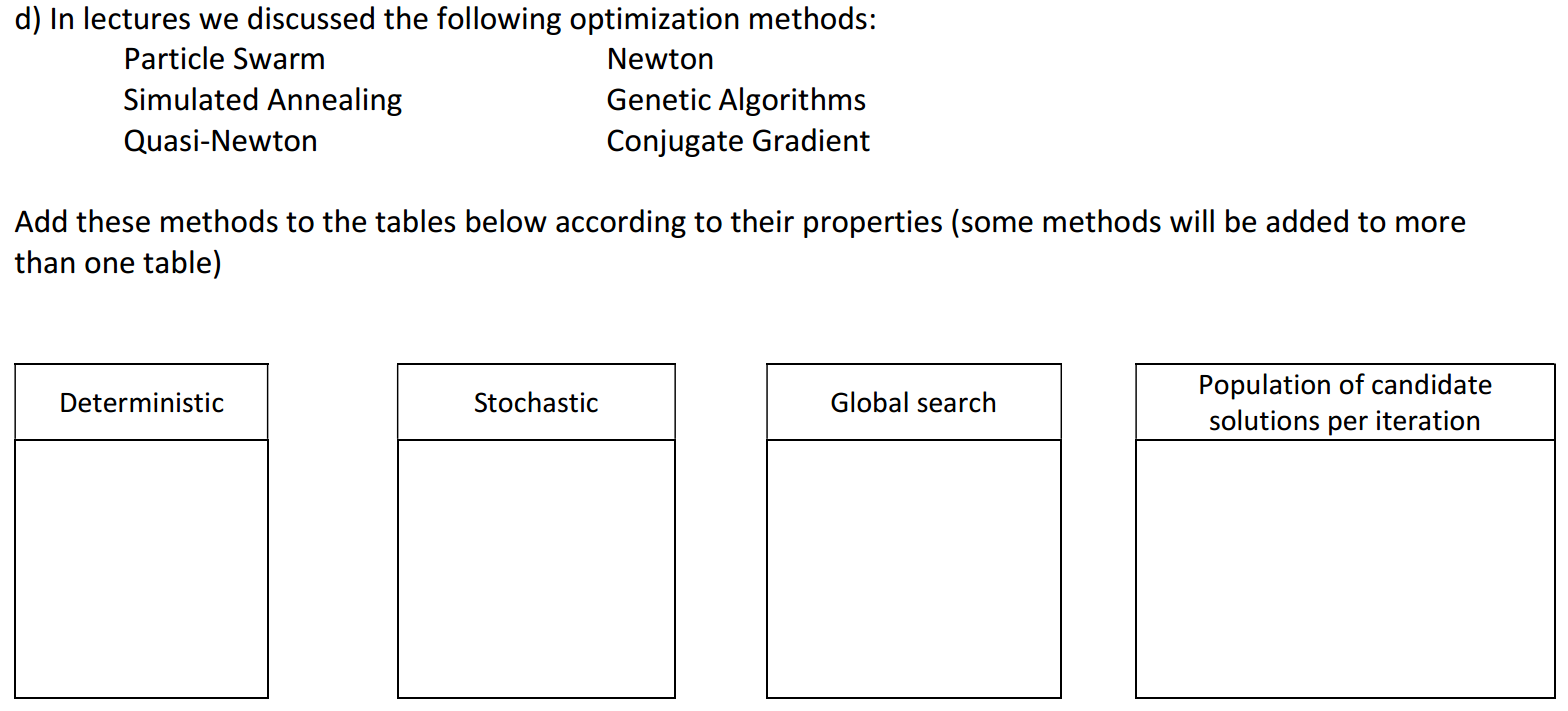 d) In lectures we discussed the following optimization methods:
Particle Swarm Newton
Simulated Annealing Genetic Algorithms
Quasi-Newton Conjugate Gradient
Add these methods to the tables below according to their properties (some methods will be added to more
than one table)
Deterministic
Stochastic
Global search
Population of candidate
solutions per iteration